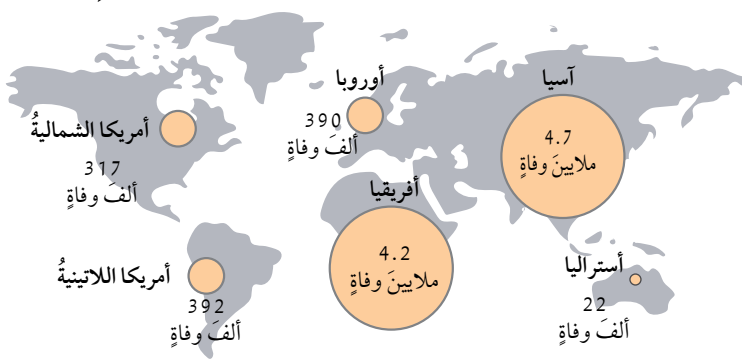 آسيا
4.7
ملايينَ وفاةٍ
أوروبا
390
ألفَ وفاةٍ
أمريكا الشماليةُ
317
ألفَ وفاةٍ
أفريقيا
4.2
ملايينَ وفاةٍ
أستراليا
22
ألفَ وفاةٍ
أمريكا اللاتينيةُ
392
ألفَ وفاةٍ